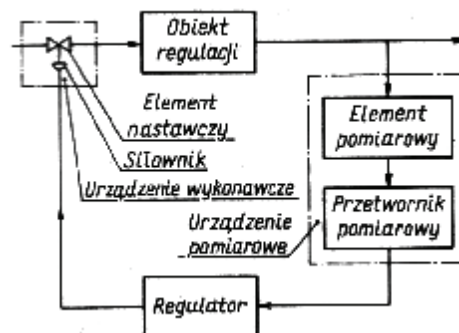 Obiekt
regulacji
Element
nastawczy
Siłownik
Urządzenie wykonawcze
Element
pomiarowy
Przetwornik
pomiarowy
Urządzenie
pomiarowe
Regulator